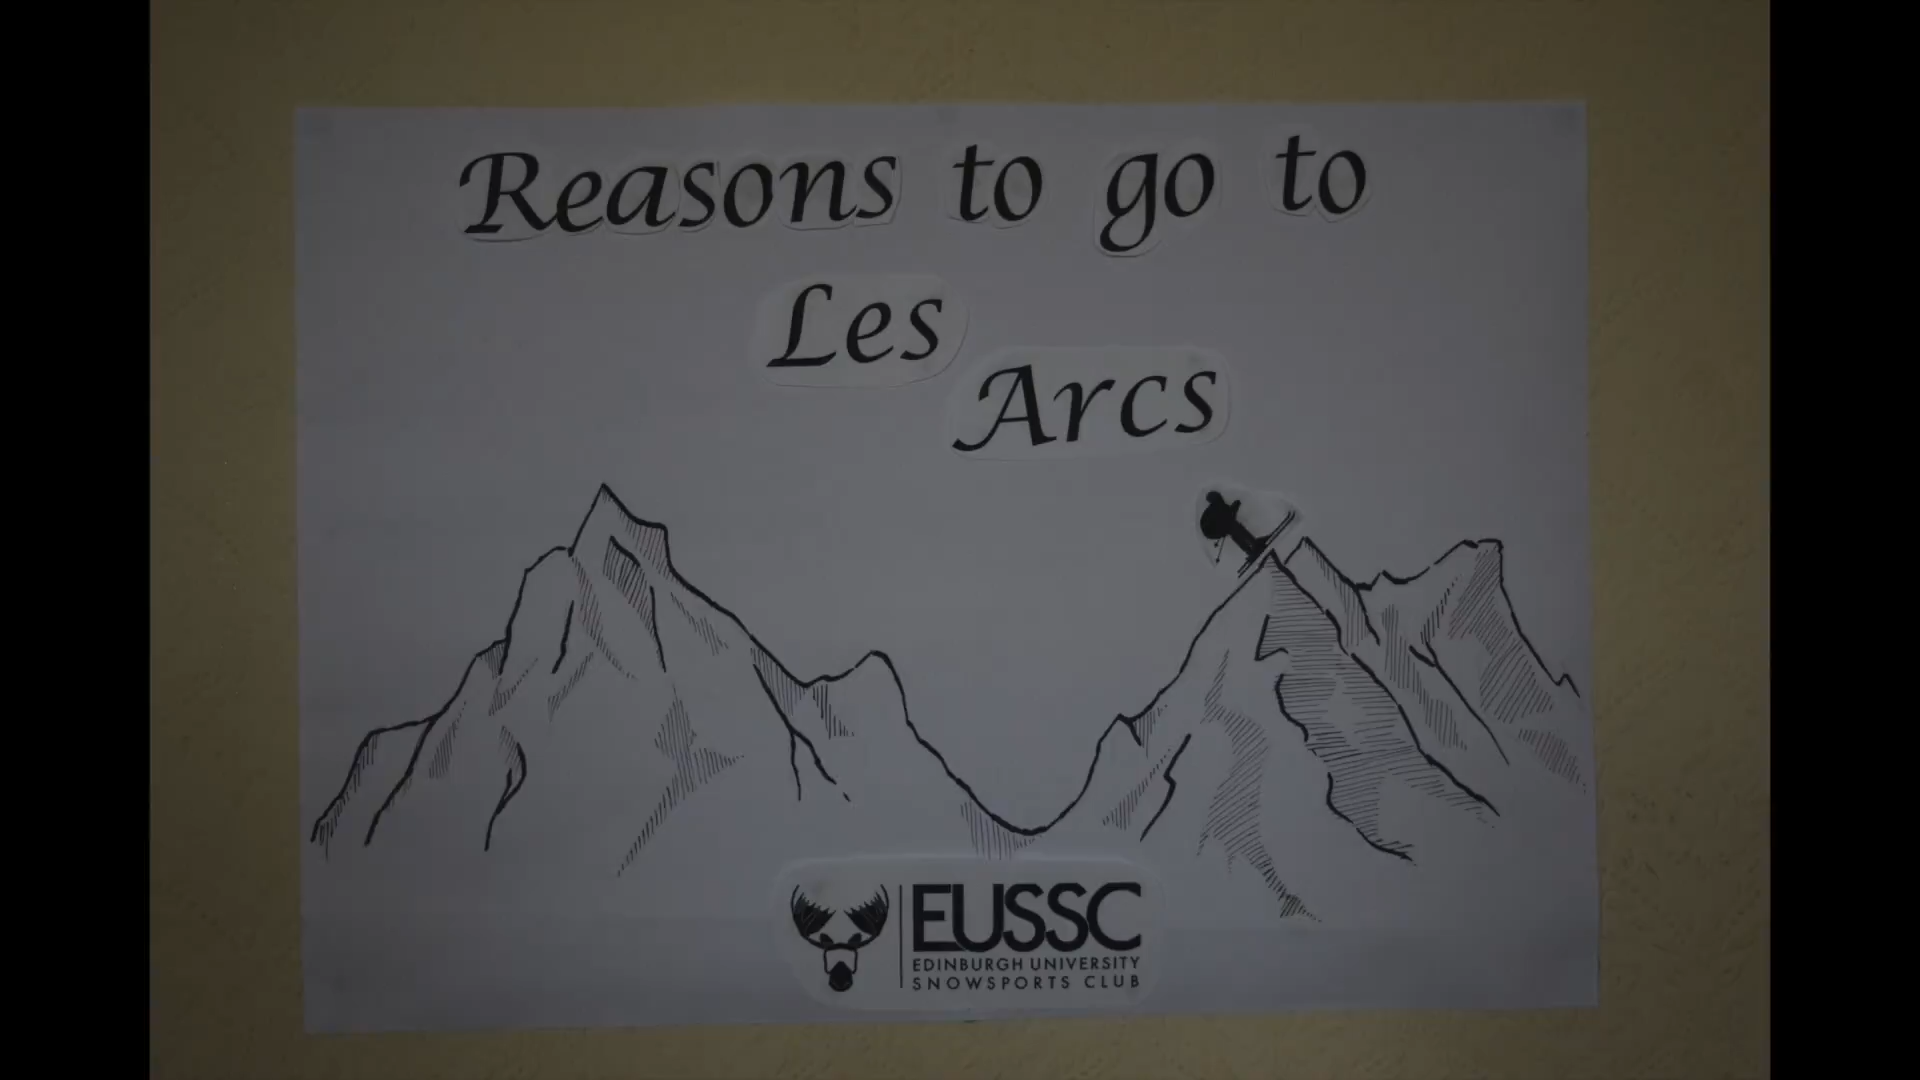 Reasons to go to
Les
Arcs
EUSSC
EDINBURGH UNIVERSITY
SNOWSPORTS CLUB